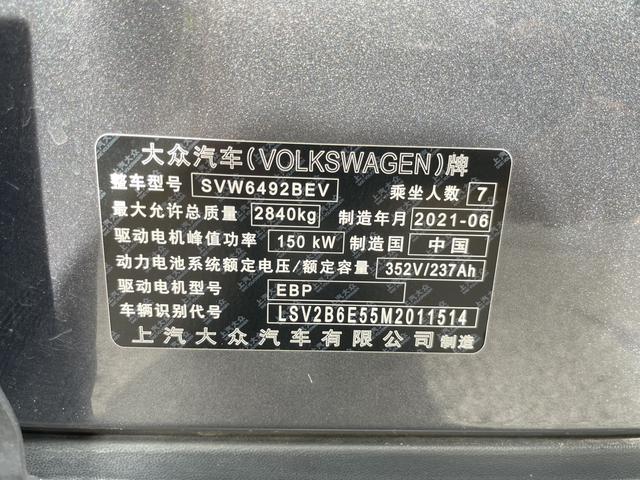 大众汽车(VOLKSWAGEN)牌
整车型号 SVW6492BEV 乘坐人数 7
最大允许总质量 2840kg 制造年月 2021-06
驱动电机峰值功率 150 kW 制造国 中国
动力电池系统额定电压/额定容量 352V/237Ah
驱动电机型号 EBP
车辆识别代号 LSV2B6E55M2011514
上汽大众汽车有限公司 制造